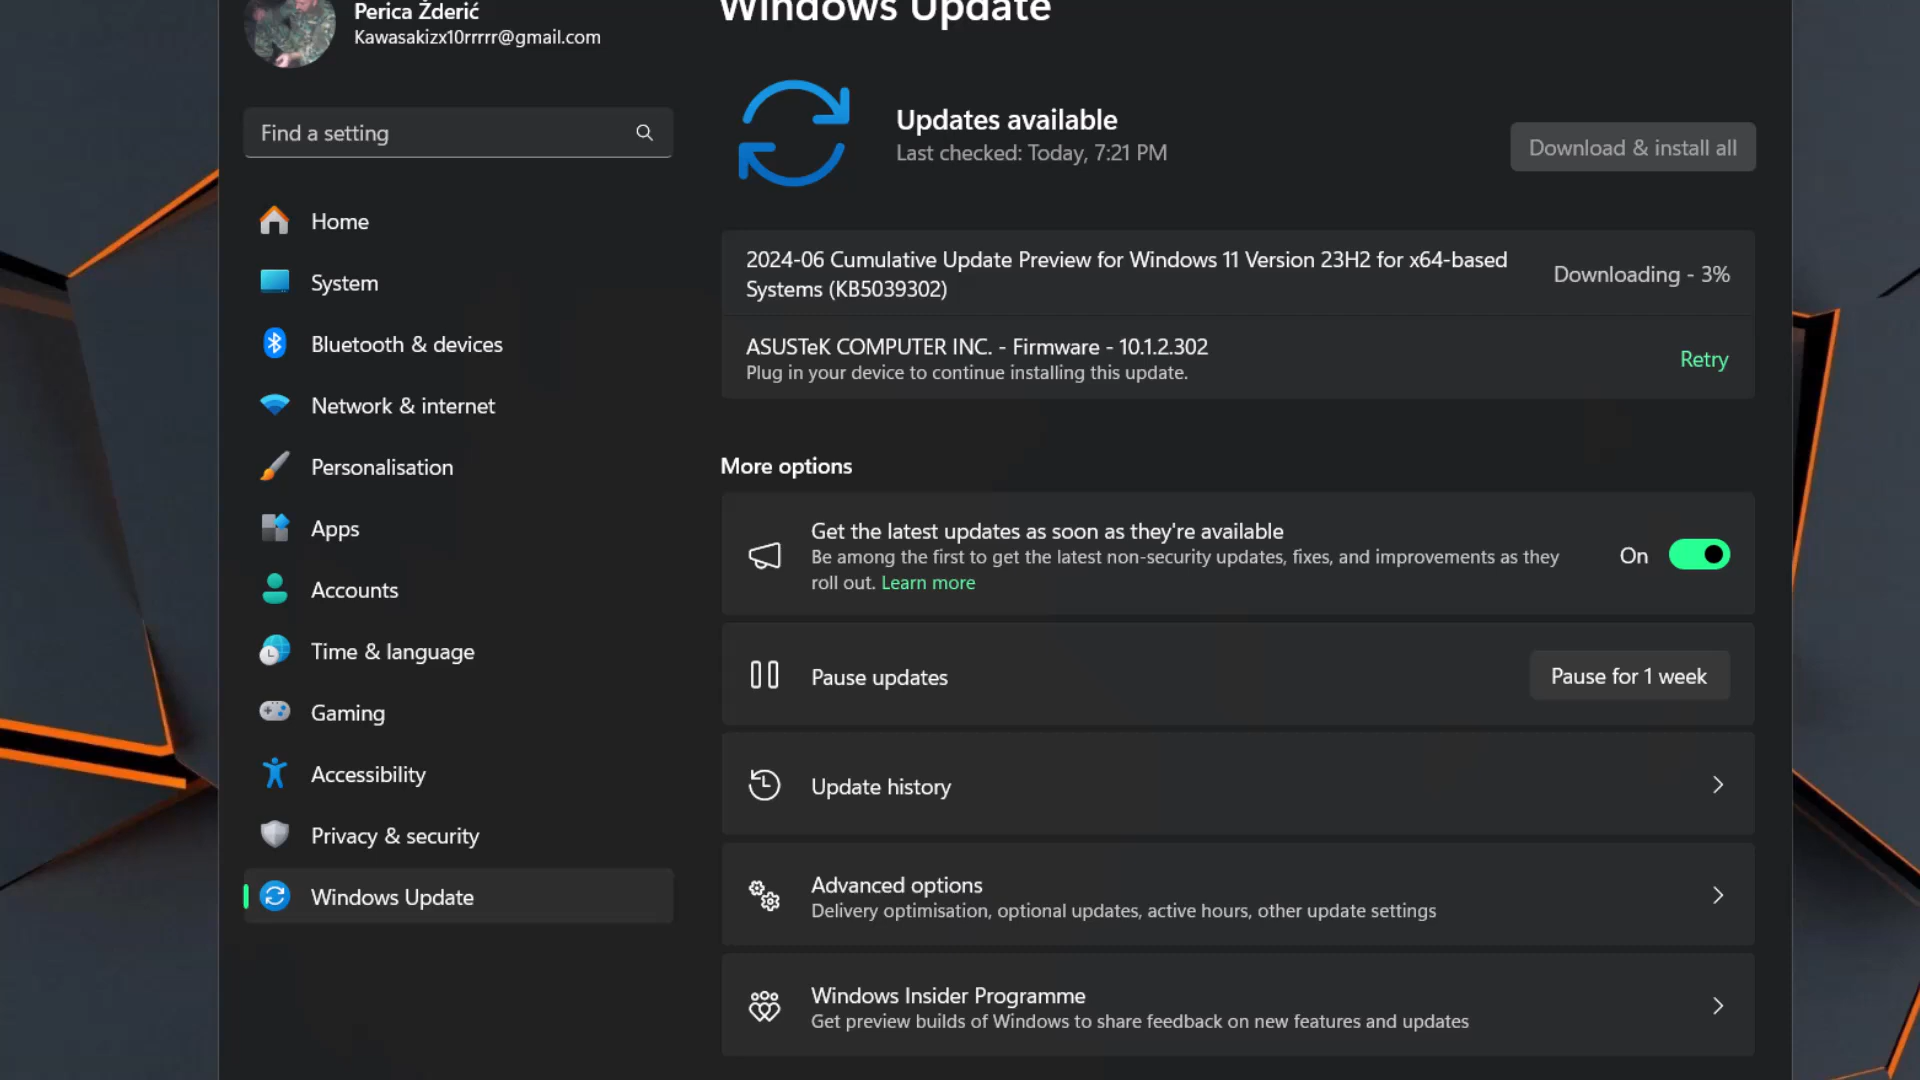 Perica Žderić
Kawasakizx10rrrrr@gmail.com
Find a setting
Home
System
Bluetooth & devices
Network & internet
Personalisation
Apps
Accounts
Time & language
Gaming
Accessibility
Privacy & security
Windows Update
Windows Update
Updates available
Last checked: Today, 7:21 PM
Download & install all
2024-06 Cumulative Update Preview for Windows 11 Version 23H2 for x64-based
Systems (KB5039302)
Downloading - 3%
ASUSTeK COMPUTER INC. - Firmware - 10.1.2.302
Plug in your device to continue installing this update.
Retry
More options
Get the latest updates as soon as they're available
Be among the first to get the latest non-security updates, fixes, and improvements as they
roll out. Learn more
On
Pause updates
Pause for 1 week
Update history
Advanced options
Delivery optimisation, optional updates, active hours, other update settings
Windows Insider Programme
Get preview builds of Windows to share feedback on new features and updates